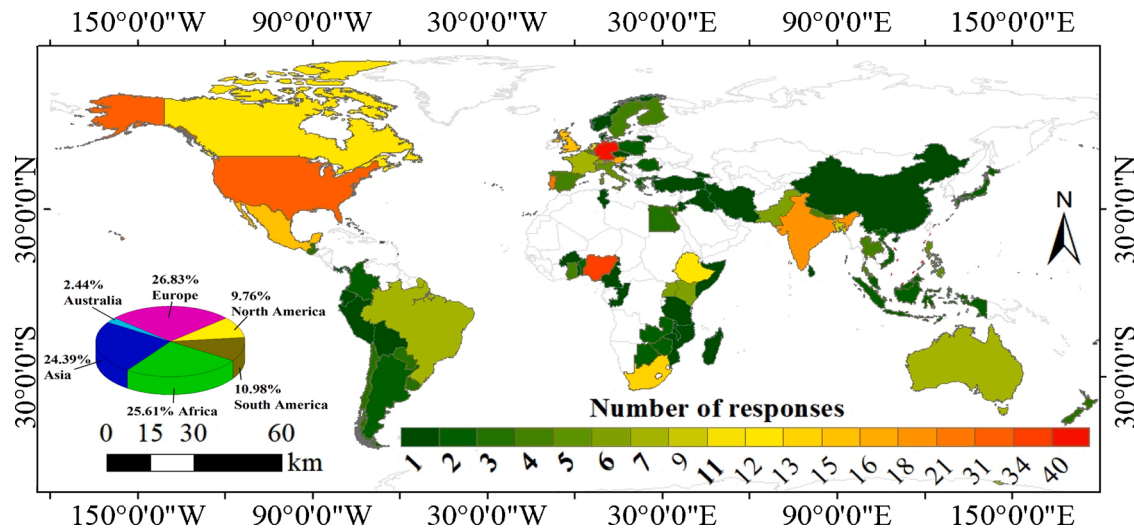 150°0'0"W 90°0'0"W 30°0'0"W 30°0'0"E 90°0'0"E 150°0'0"E
30°0'0"N
30°0'0"N
N
26.83%
Europe
2.44%
Australia
9.76%
North America
24.39%
Asia
10.98%
South America
25.61% Africa
30°0'0"S
30°0'0"S
Number of responses
0 15 30 60 km
1 2 3 4 5 6 7 9 11 12 13 15 16 18 21 31 34 40
150°0'0"W 90°0'0"W 30°0'0"W 30°0'0"E 90°0'0"E 150°0'0"E